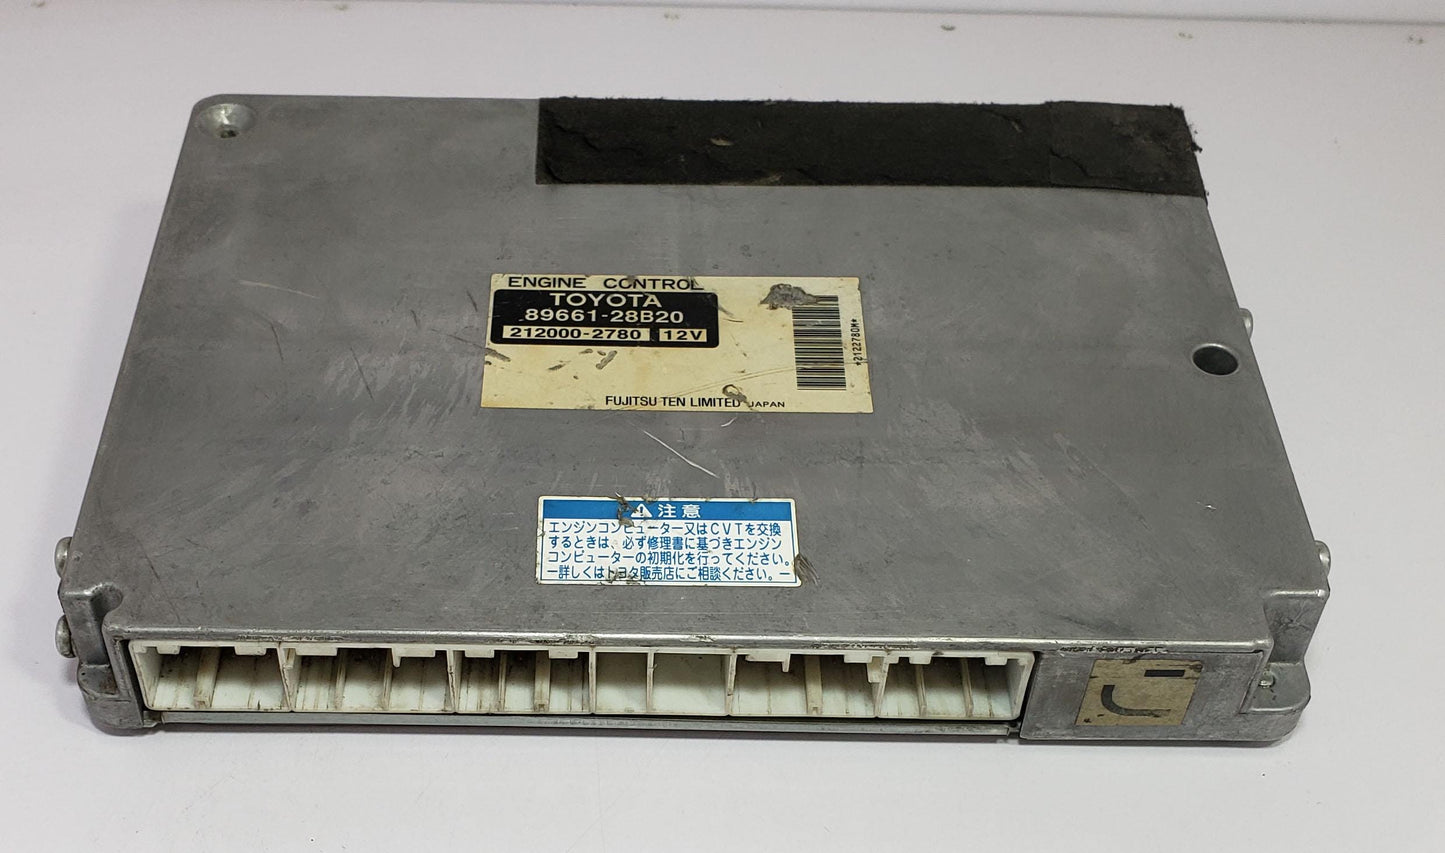 ENGINE CONTROL
TOYOTA
89661-28B20
212000-2780 12V
*2122780M*
FUJITSU TEN LIMITED JAPAN
注意
エンジンコンピューター又はCVTを交換
するときは、必ず修理書に基づきエンジン
コンピューターの初期化を行ってください。
ー詳しくはトヨタ販売店にご相談ください。ー